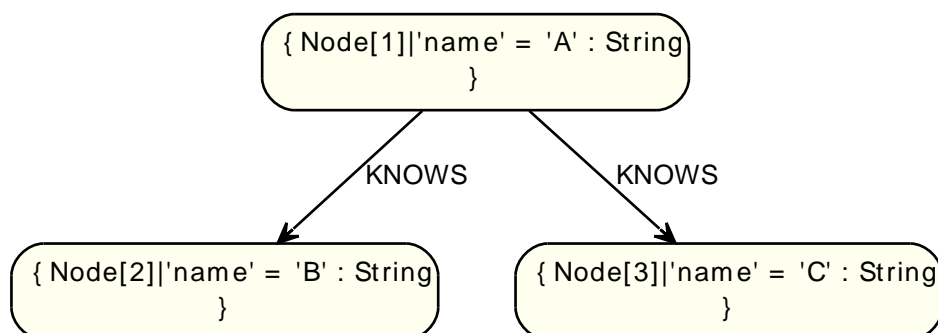 { Node[1]|'name' = 'A' : String
}
KNOWS
KNOWS
{ Node[2]|'name' = 'B' : String
}
{ Node[3]|'name' = 'C' : String
}